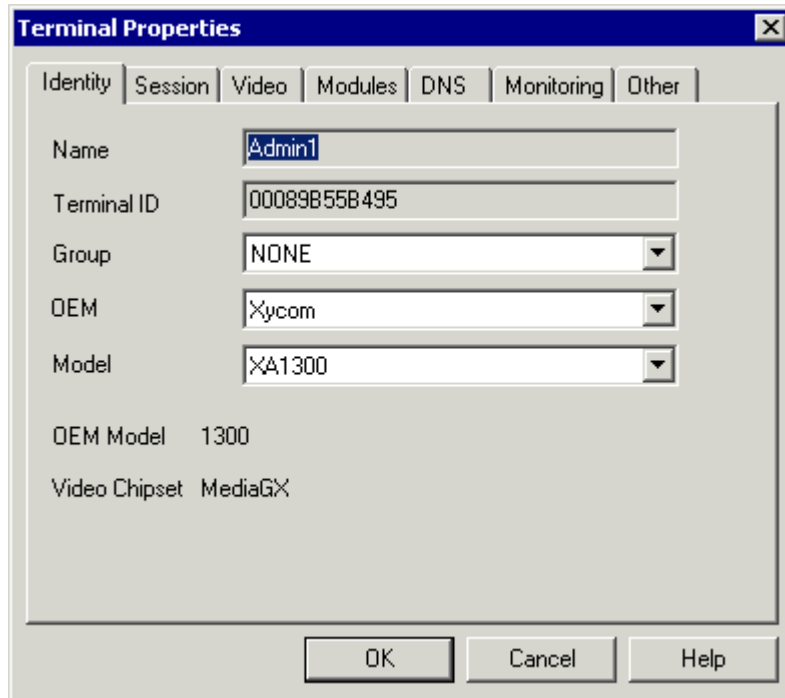 Terminal Properties
Identity Session Video Modules DNS Monitoring Other
Name Admin1
Terminal ID 00089B55B495
Group NONE
OEM Xycom
Model XA1300
OEM Model 1300
Video Chipset MediaGX
OK Cancel Help